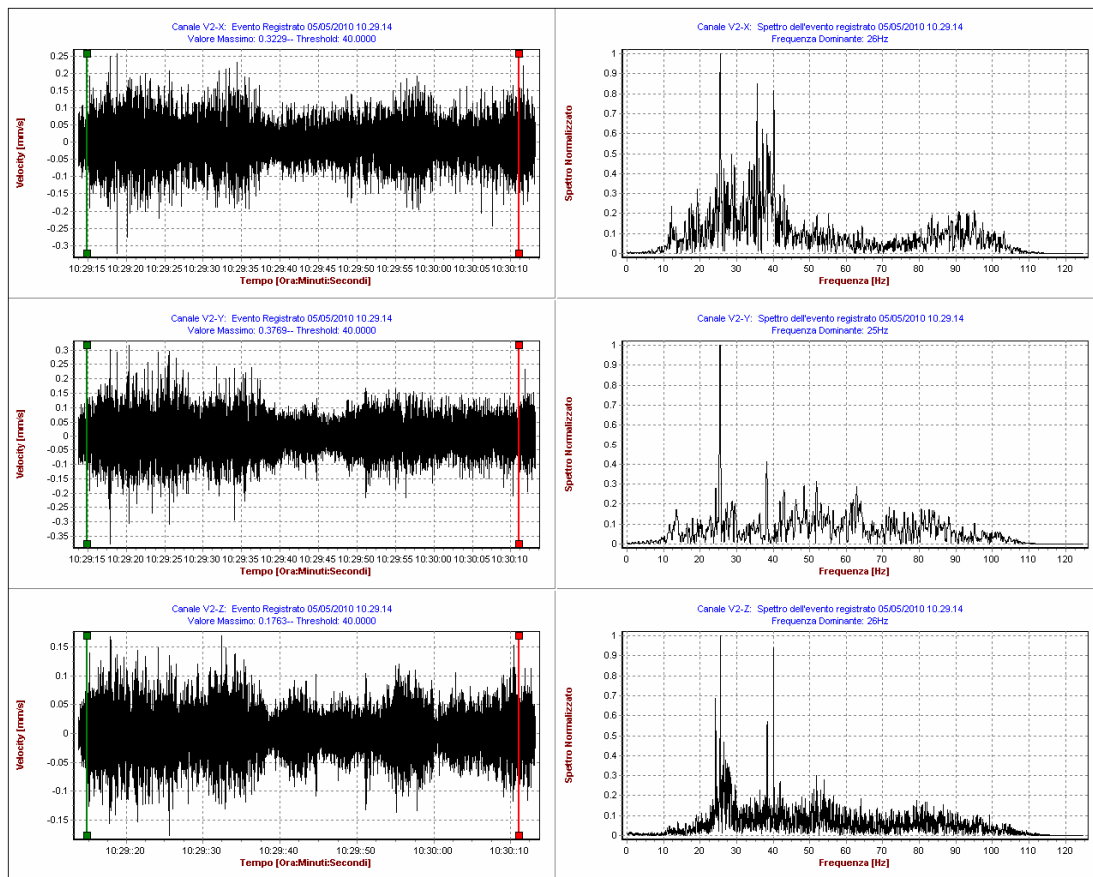 Canale V2-X: Evento Registrato 05/05/2010 10.29.14
Valore Massimo: 0.3229-- Threshold: 40.0000
0.25
0.2
0.15
0.1
0.05
0
-0.05
-0.1
-0.15
-0.2
-0.25
-0.3
Velocity [mm/s]
10:29:15 10:29:20 10:29:25 10:29:30 10:29:35 10:29:40 10:29:45 10:29:50 10:29:55 10:30:00 10:30:05 10:30:10
Tempo [Ora:Minuti:Secondi]
Canale V2-X: Spettro dell'evento registrato 05/05/2010 10.29.14
Frequenza Dominante: 26Hz
1
0.9
0.8
0.7
0.6
0.5
0.4
0.3
0.2
0.1
0
Spettro Normalizzato
0 10 20 30 40 50 60 70 80 90 100 110 120
Frequenza [Hz]
Canale V2-Y: Evento Registrato 05/05/2010 10.29.14
Valore Massimo: 0.3769-- Threshold: 40.0000
0.3
0.25
0.2
0.15
0.1
0.05
0
-0.05
-0.1
-0.15
-0.2
-0.25
-0.3
-0.35
Velocity [mm/s]
10:29:15 10:29:20 10:29:25 10:29:30 10:29:35 10:29:40 10:29:45 10:29:50 10:29:55 10:30:00 10:30:05 10:30:10
Tempo [Ora:Minuti:Secondi]
Canale V2-Y: Spettro dell'evento registrato 05/05/2010 10.29.14
Frequenza Dominante: 25Hz
1
0.9
0.8
0.7
0.6
0.5
0.4
0.3
0.2
0.1
0
Spettro Normalizzato
0 10 20 30 40 50 60 70 80 90 100 110 120
Frequenza [Hz]
Canale V2-Z: Evento Registrato 05/05/2010 10.29.14
Valore Massimo: 0.1763-- Threshold: 40.0000
0.15
0.1
0.05
0
-0.05
-0.1
-0.15
Velocity [mm/s]
10:29:20 10:29:30 10:29:40 10:29:50 10:30:00 10:30:10
Tempo [Ora:Minuti:Secondi]
Canale V2-Z: Spettro dell'evento registrato 05/05/2010 10.29.14
Frequenza Dominante: 26Hz
1
0.9
0.8
0.7
0.6
0.5
0.4
0.3
0.2
0.1
0
Spettro Normalizzato
0 10 20 30 40 50 60 70 80 90 100 110 120
Frequenza [Hz]